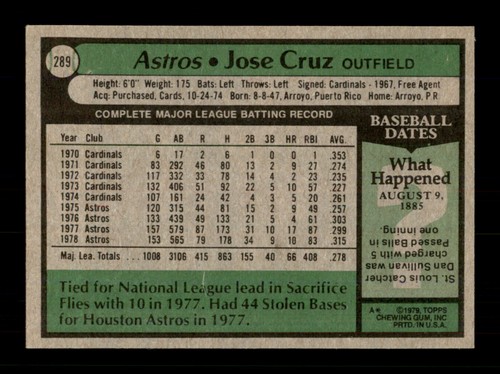 289
Astros • Jose Cruz OUTFIELD
Height: 6'0" Weight: 175 Bats: Left Throws: Left Signed: Cardinals - 1967, Free Agent
Acq: Purchased, Cards, 10-24-74 Born: 8-8-47, Arroyo, Puerto Rico Home: Arroyo, P.R.
COMPLETE MAJOR LEAGUE BATTING RECORD
Year Club G AB R H 2B 3B HR RBI AVG.
1970 Cardinals 6 17 2 6 1 0 0 1 .353
1971 Cardinals 83 292 46 80 13 2 9 27 .274
1972 Cardinals 117 332 33 78 14 4 2 23 .235
1973 Cardinals 132 406 51 92 22 5 10 57 .227
1974 Cardinals 107 161 24 42 4 3 5 20 .261
1975 Astros 120 315 44 81 15 2 9 49 .257
1976 Astros 133 439 49 133 21 5 4 61 .303
1977 Astros 157 579 87 173 31 10 17 87 .299
1978 Astros 153 565 79 178 34 9 10 83 .315
Maj. Lea. Totals 1008 3106 415 863 155 40 66 408 .278
Tied for National League lead in Sacrifice
Flies with 10 in 1977. Had 44 Stolen Bases
for Houston Astros in 1977.
BASEBALL
DATES
What
Happened
AUGUST 9,
1885
St. Louis Catcher
Dan Sullivan was
charged with 5
Passed Balls in
one inning.
A* ©1979, TOPPS
CHEWING GUM, INC
PRTD. IN U.S.A.